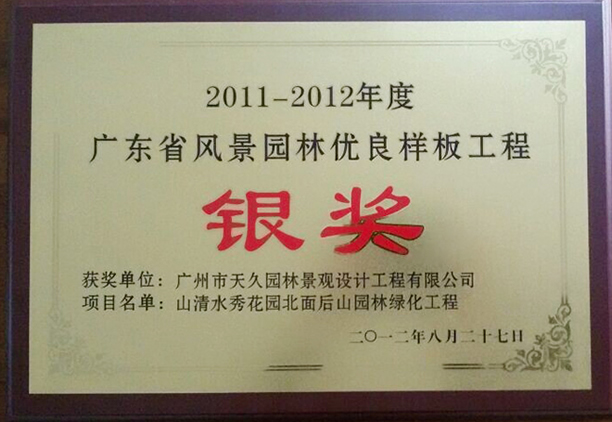 2011-2012年度
广东省风景园林优良样板工程
银奖
获奖单位：广州市天久园林景观设计工程有限公司
项目名单：山清水秀花园北面后山园林绿化工程
二〇一二年八月二十七日